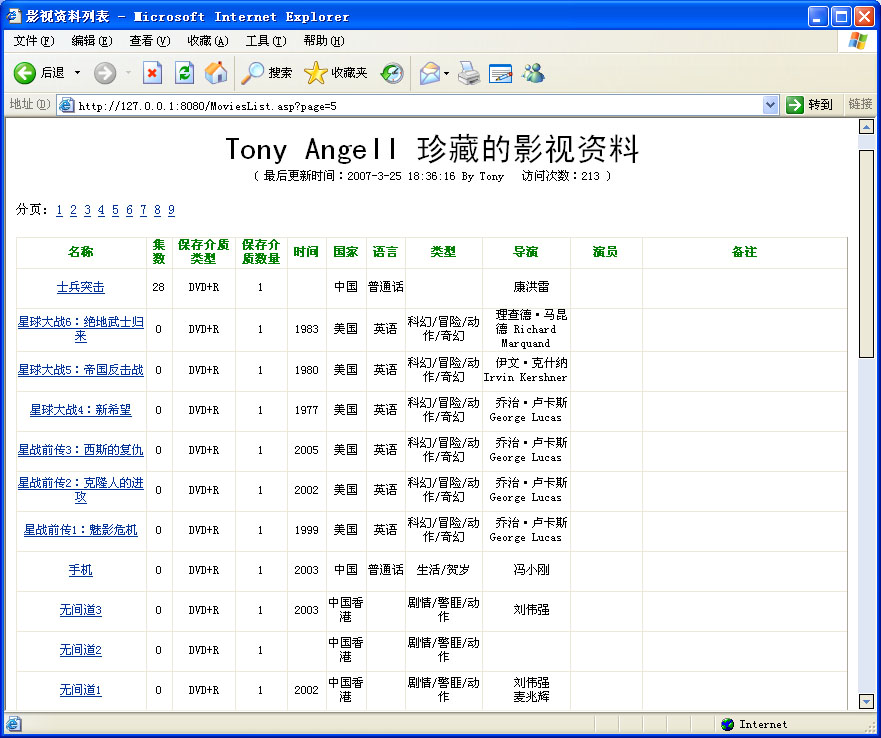 影视资料列表 - Microsoft Internet Explorer
文件(F) 编辑(E) 查看(V) 收藏(A) 工具(T) 帮助(H)
后退 搜索 收藏夹
地址(D) http://127.0.0.1:8080/MoviesList.asp?page=5 转到 链接
Tony Angell 珍藏的影视资料
( 最后更新时间：2007-3-25 18:36:16 By Tony 访问次数：213 )
分页： 1 2 3 4 5 6 7 8 9
名称 集数 保存介质类型 保存介质数量 时间 国家 语言 类型 导演 演员 备注
士兵突击 28 DVD+R 1 中国 普通话 康洪雷
星球大战6：绝地武士归来 0 DVD+R 1 1983 美国 英语 科幻/冒险/动作/奇幻 理查德·马昆德 Richard Marquand
星球大战5：帝国反击战 0 DVD+R 1 1980 美国 英语 科幻/冒险/动作/奇幻 伊文·克什纳 Irvin Kershner
星球大战4：新希望 0 DVD+R 1 1977 美国 英语 科幻/冒险/动作/奇幻 乔治·卢卡斯 George Lucas
星战前传3：西斯的复仇 0 DVD+R 1 2005 美国 英语 科幻/冒险/动作/奇幻 乔治·卢卡斯 George Lucas
星战前传2：克隆人的进攻 0 DVD+R 1 2002 美国 英语 科幻/冒险/动作/奇幻 乔治·卢卡斯 George Lucas
星战前传1：魅影危机 0 DVD+R 1 1999 美国 英语 科幻/冒险/动作/奇幻 乔治·卢卡斯 George Lucas
手机 0 DVD+R 1 2003 中国 普通话 生活/贺岁 冯小刚
无间道3 0 DVD+R 1 2003 中国香港 剧情/警匪/动作 刘伟强
无间道2 0 DVD+R 1 中国香港 剧情/警匪/动作
无间道1 0 DVD+R 1 2002 中国香港 剧情/警匪/动作 刘伟强 麦兆辉
Internet